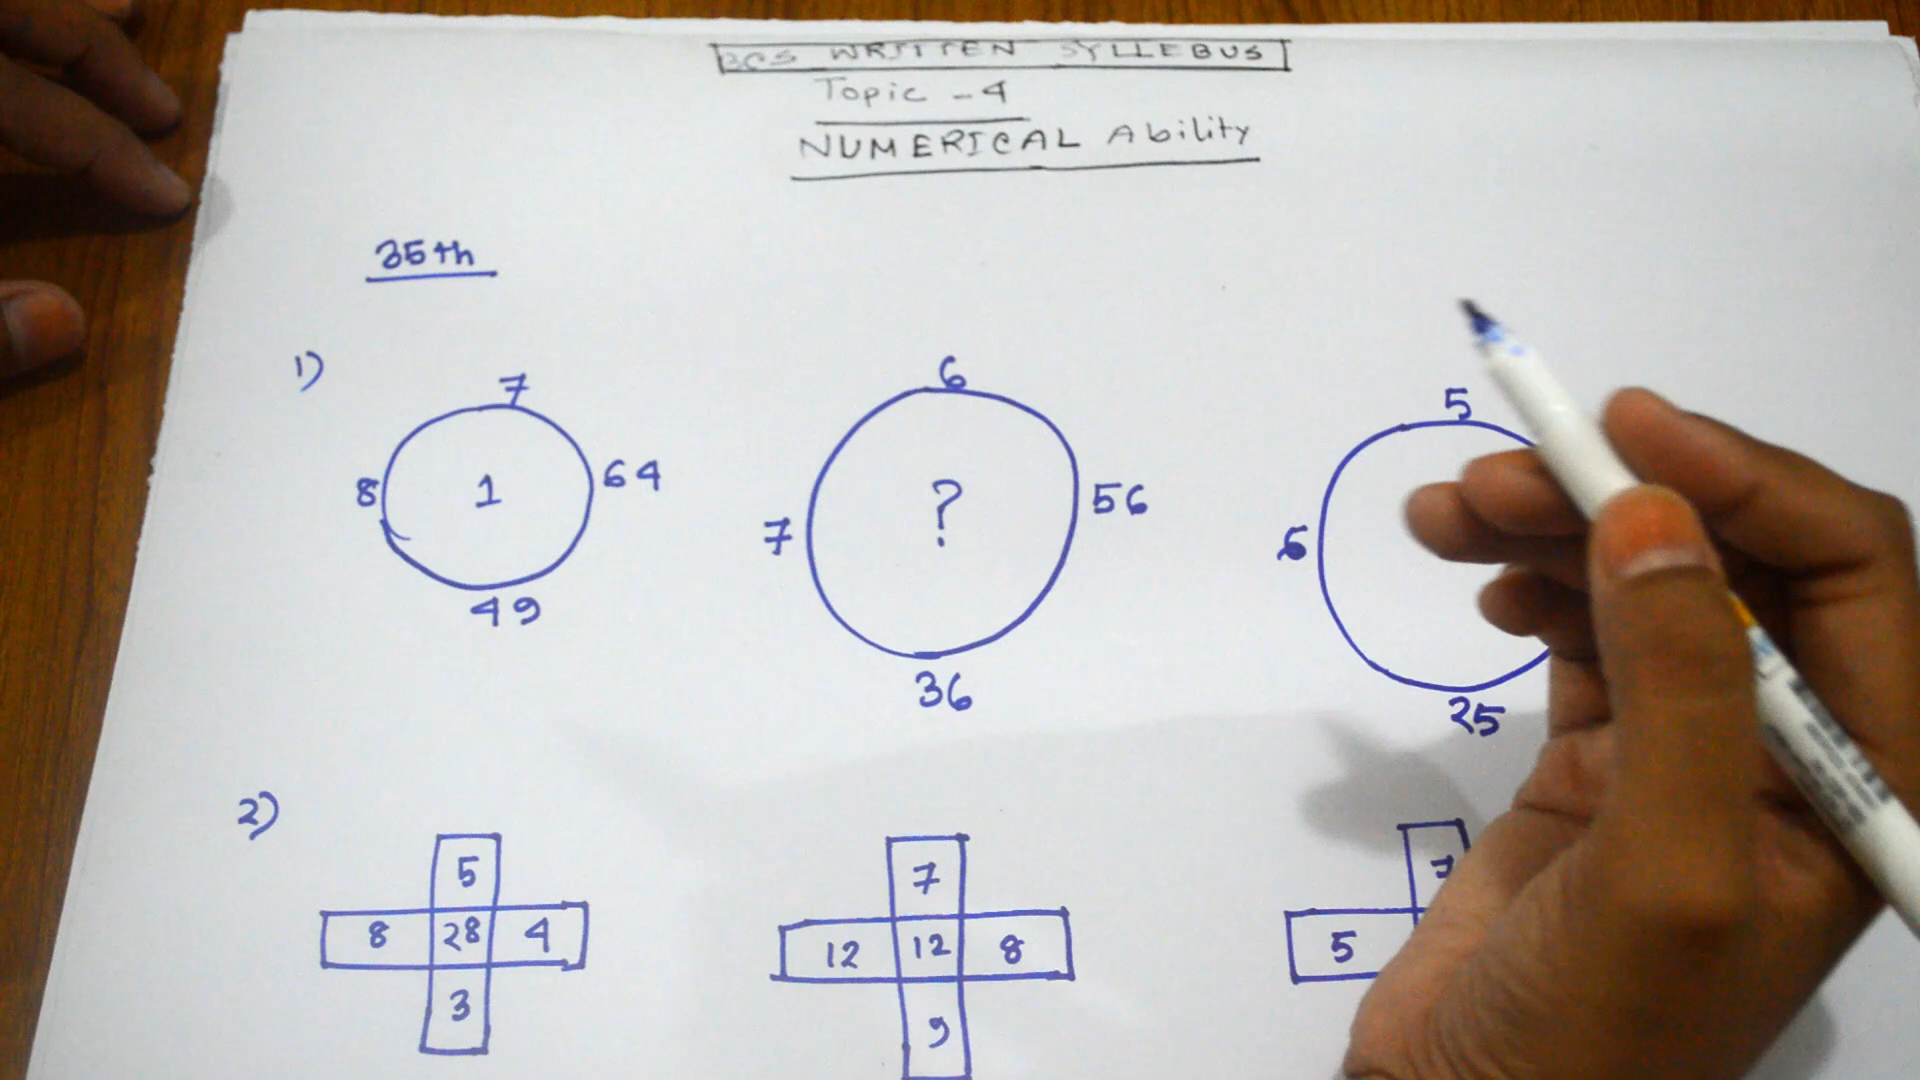 BCS WRITTEN SYLLEBUS
Topic - 4
NUMERICAL Ability
35th
1)
7
8 1 64
49
6
7 ? 56
36
5
6
25
2)
5
8 28 4
3
7
12 12 8
9
7
5